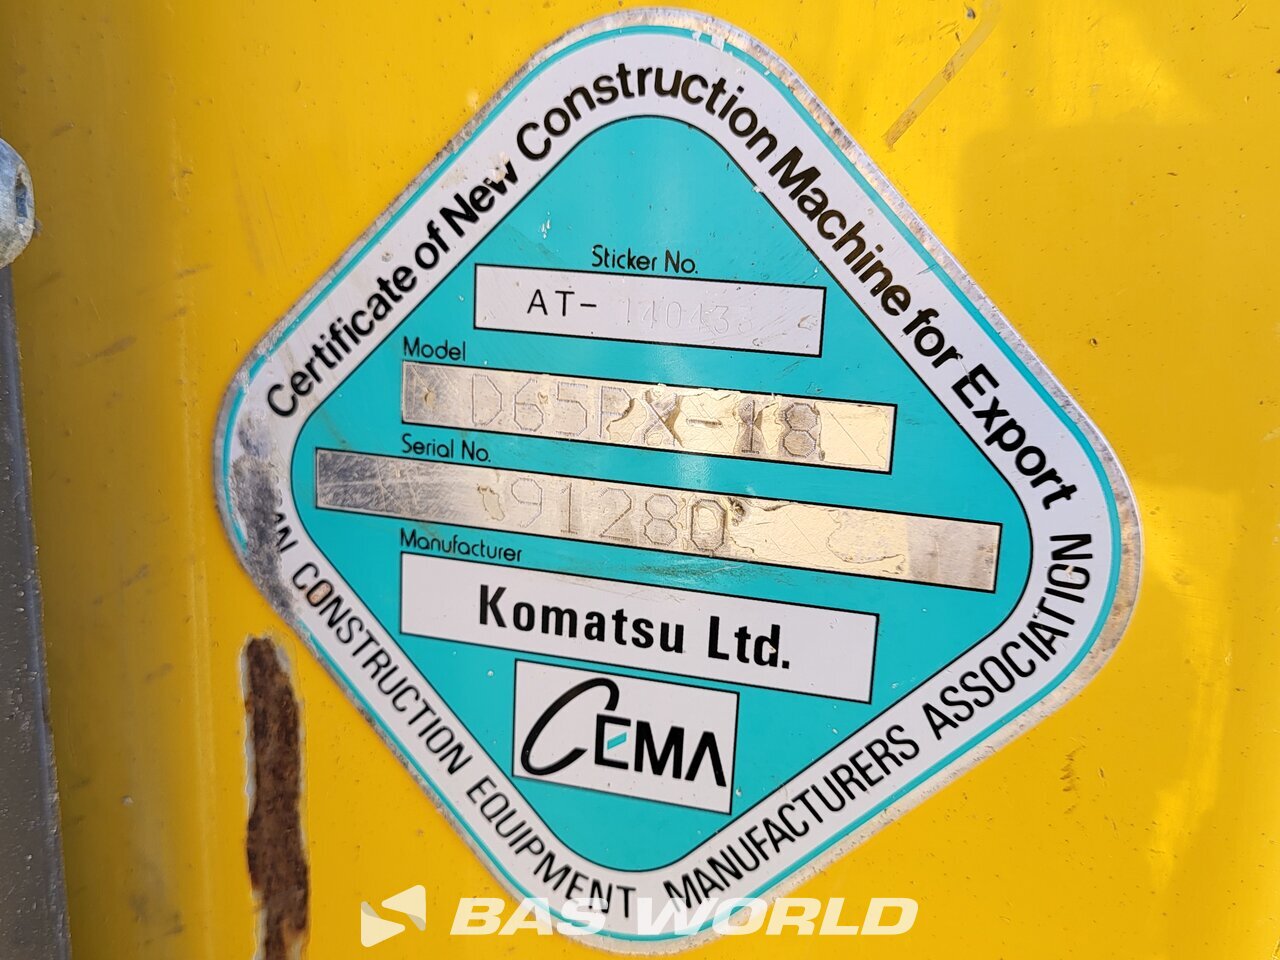 Certificate of New Construction Machine for Export
Sticker No.
AT- 140433
Model
D65PX-18
Serial No.
91280
Manufacturer
Komatsu Ltd.
CEMA
CONSTRUCTION EQUIPMENT MANUFACTURERS ASSOCIATION
BAS WORLD